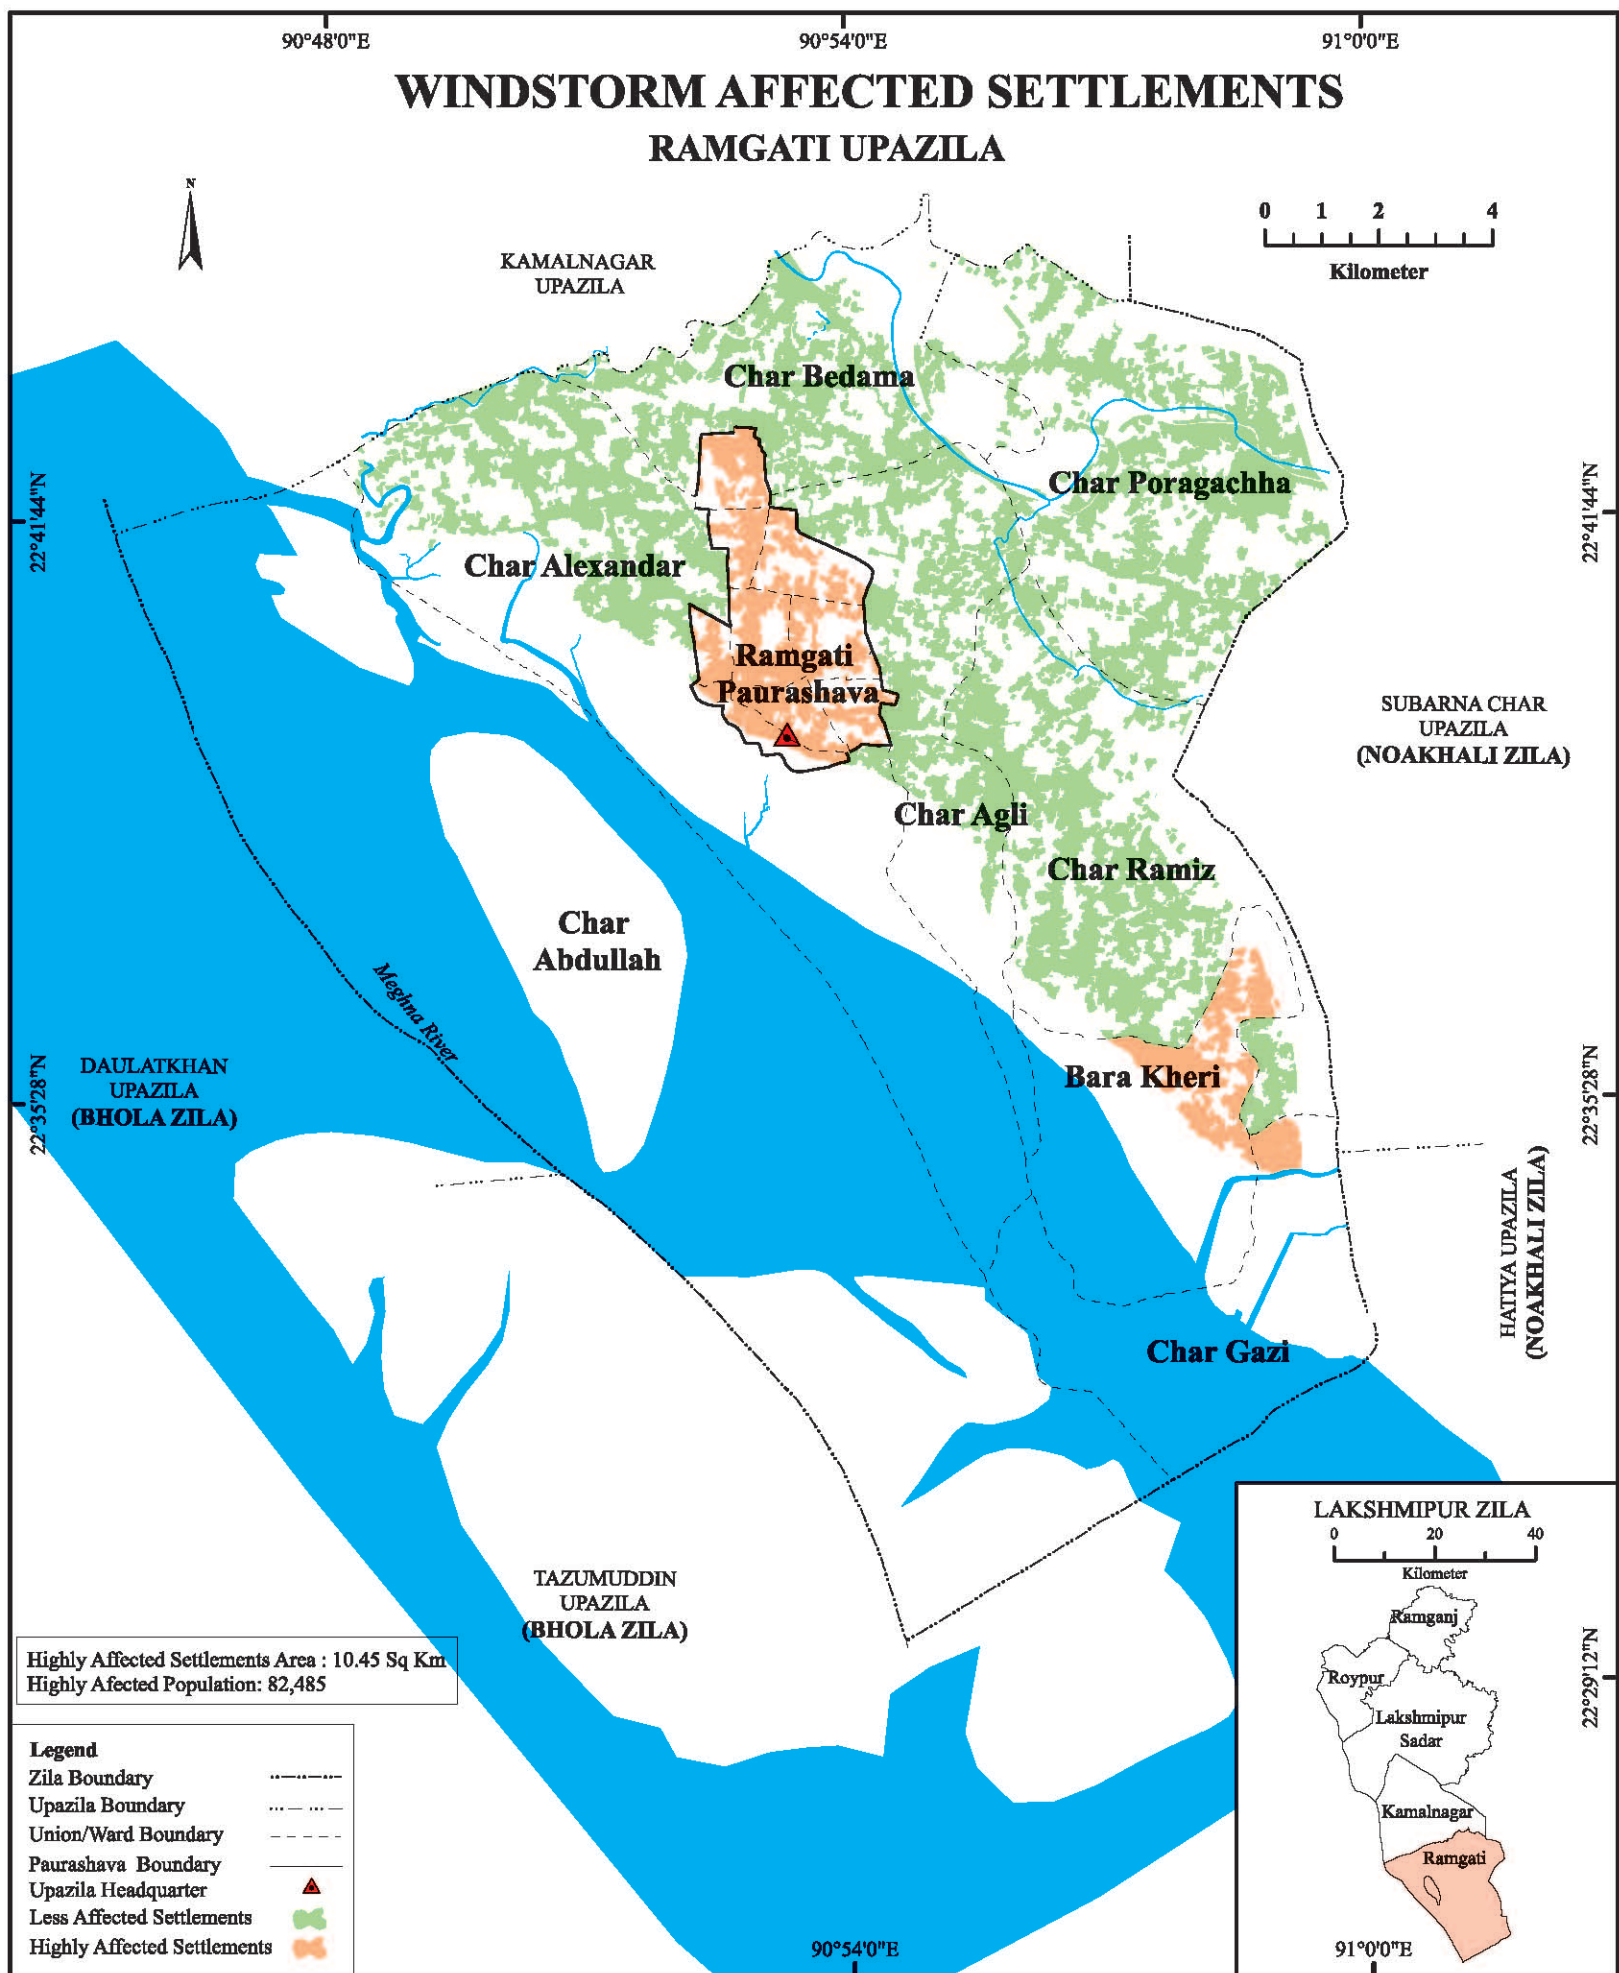 90°48'0"E
90°54'0"E
91°0'0"E
WINDSTORM AFFECTED SETTLEMENTS
RAMGATI UPAZILA
N
0 1 2 4
Kilometer
KAMALNAGAR
UPAZILA
Char Bedama
Char Poragachha
22°41'44"N
22°41'44"N
Char Alexandar
Ramgati
Paurashava
SUBARNA CHAR
UPAZILA
(NOAKHALI ZILA)
Char Agli
Char Ramiz
Char
Abdullah
Meghna River
DAULATKHAN
UPAZILA
(BHOLA ZILA)
22°35'28"N
22°35'28"N
Bara Kheri
HATIYA UPAZILA
(NOAKHALI ZILA)
Char Gazi
TAZUMUDDIN
UPAZILA
(BHOLA ZILA)
22°29'12"N
Highly Affected Settlements Area : 10.45 Sq Km
Highly Afected Population: 82,485
Legend
Zila Boundary
Upazila Boundary
Union/Ward Boundary
Paurashava Boundary
Upazila Headquarter
Less Affected Settlements
Highly Affected Settlements
LAKSHMIPUR ZILA
0 20 40
Kilometer
Ramganj
Roypur
Lakshmipur
Sadar
Kamalnagar
Ramgati
90°54'0"E
91°0'0"E